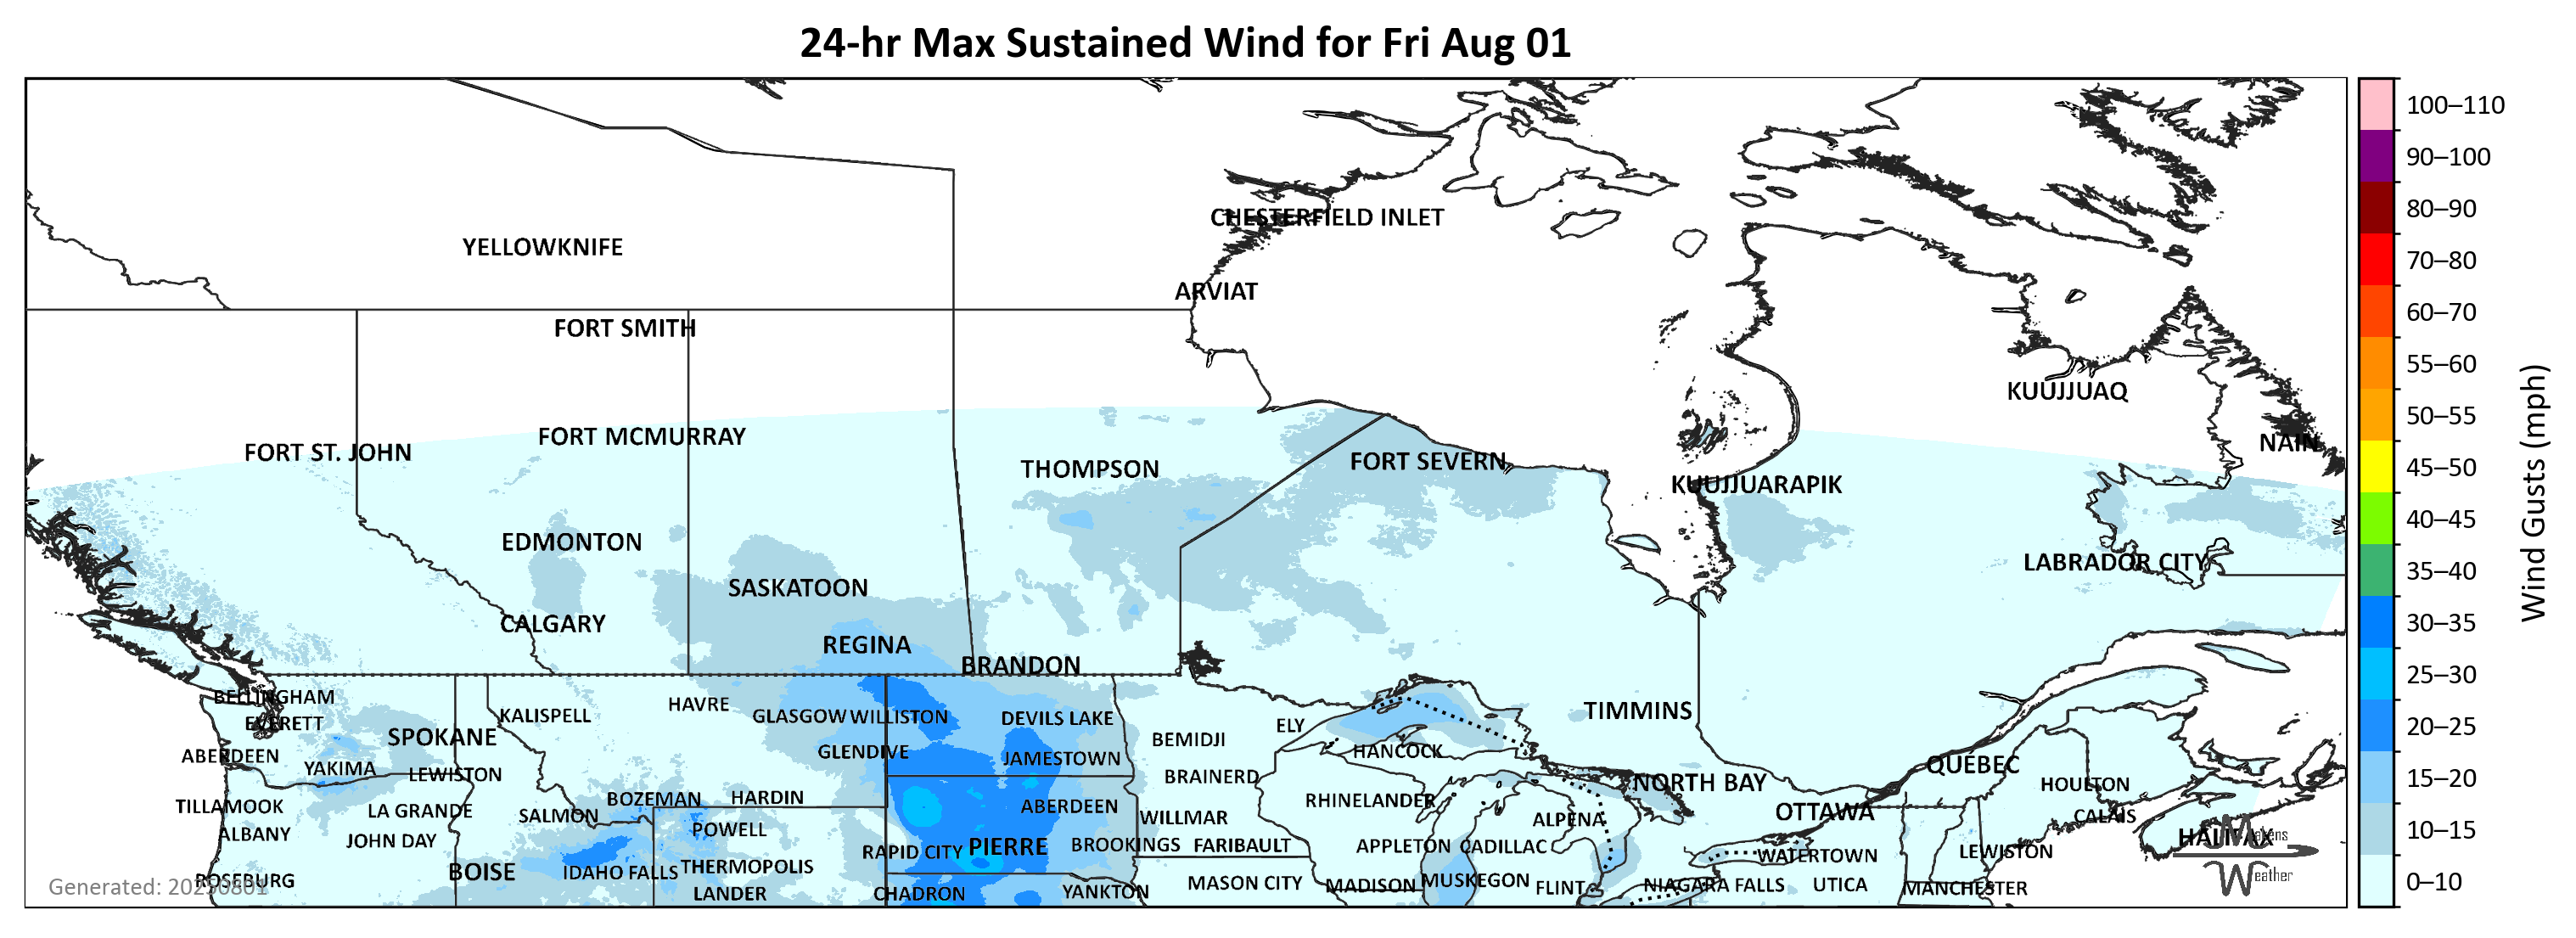 24-hr Max Sustained Wind for Fri Aug 01
100–110
90–100
80–90
70–80
60–70
55–60
50–55
45–50
40–45
35–40
30–35
25–30
20–25
15–20
10–15
0–10
Wind Gusts (mph)
CHESTERFIELD INLET
YELLOWKNIFE
ARVIAT
FORT SMITH
KUUJJUAQ
FORT MCMURRAY
NAIN
FORT ST. JOHN
FORT SEVERN
THOMPSON
KUUJJUARAPIK
EDMONTON
LABRADOR CITY
SASKATOON
CALGARY
REGINA
BRANDON
BELLINGHAM
HAVRE
TIMMINS
KALISPELL
GLASGOW
WILLISTON
DEVILS LAKE
EVERETT
ELY
SPOKANE
BEMIDJI
HANCOCK
GLENDIVE
ABERDEEN
JAMESTOWN
QUÉBEC
YAKIMA
LEWISTON
BRAINERD
NORTH BAY
HOULTON
BOZEMAN
HARDIN
RHINELANDER
TILLAMOOK
ABERDEEN
LA GRANDE
OTTAWA
SALMON
CALAIS
WILLMAR
ALPENA
ALBANY
POWELL
HALIFAX
JOHN DAY
BROOKINGS
FARIBAULT
APPLETON
CADILLAC
PIERRE
RAPID CITY
LEWISTON
WATERTOWN
THERMOPOLIS
BOISE
IDAHO FALLS
ROSEBURG
MUSKEGON
MASON CITY
MADISON
NIAGARA FALLS
UTICA
FLINT
MANCHESTER
LANDER
CHADRON
YANKTON
Generated: 20250801
Makens
Weather